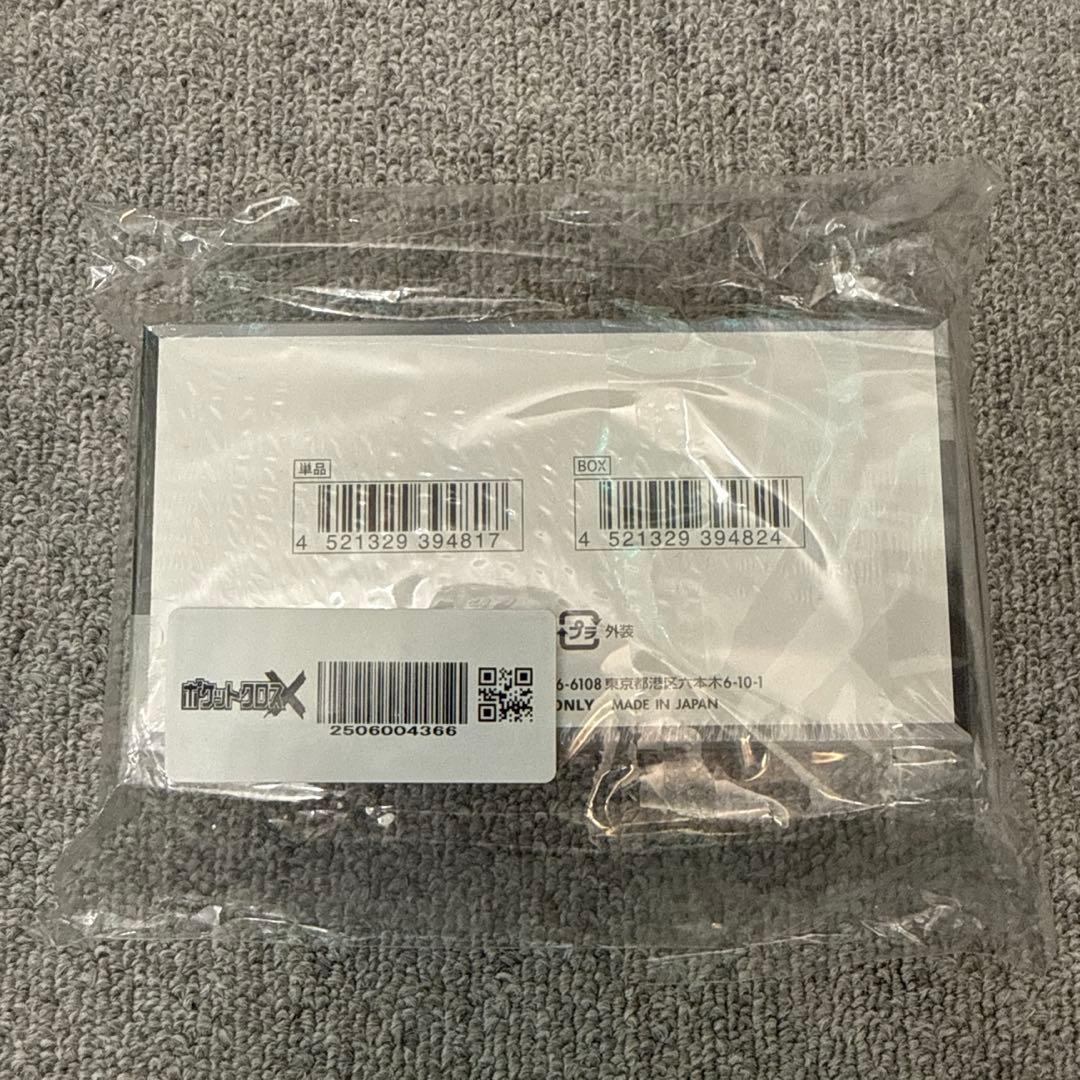 単品
4 521329 394817
BOX
4 521329 394824
プラ 外装
6-6108 東京都港区六本木6-10-1
ONLY MADE IN JAPAN
ポケットクロスX
2506004366